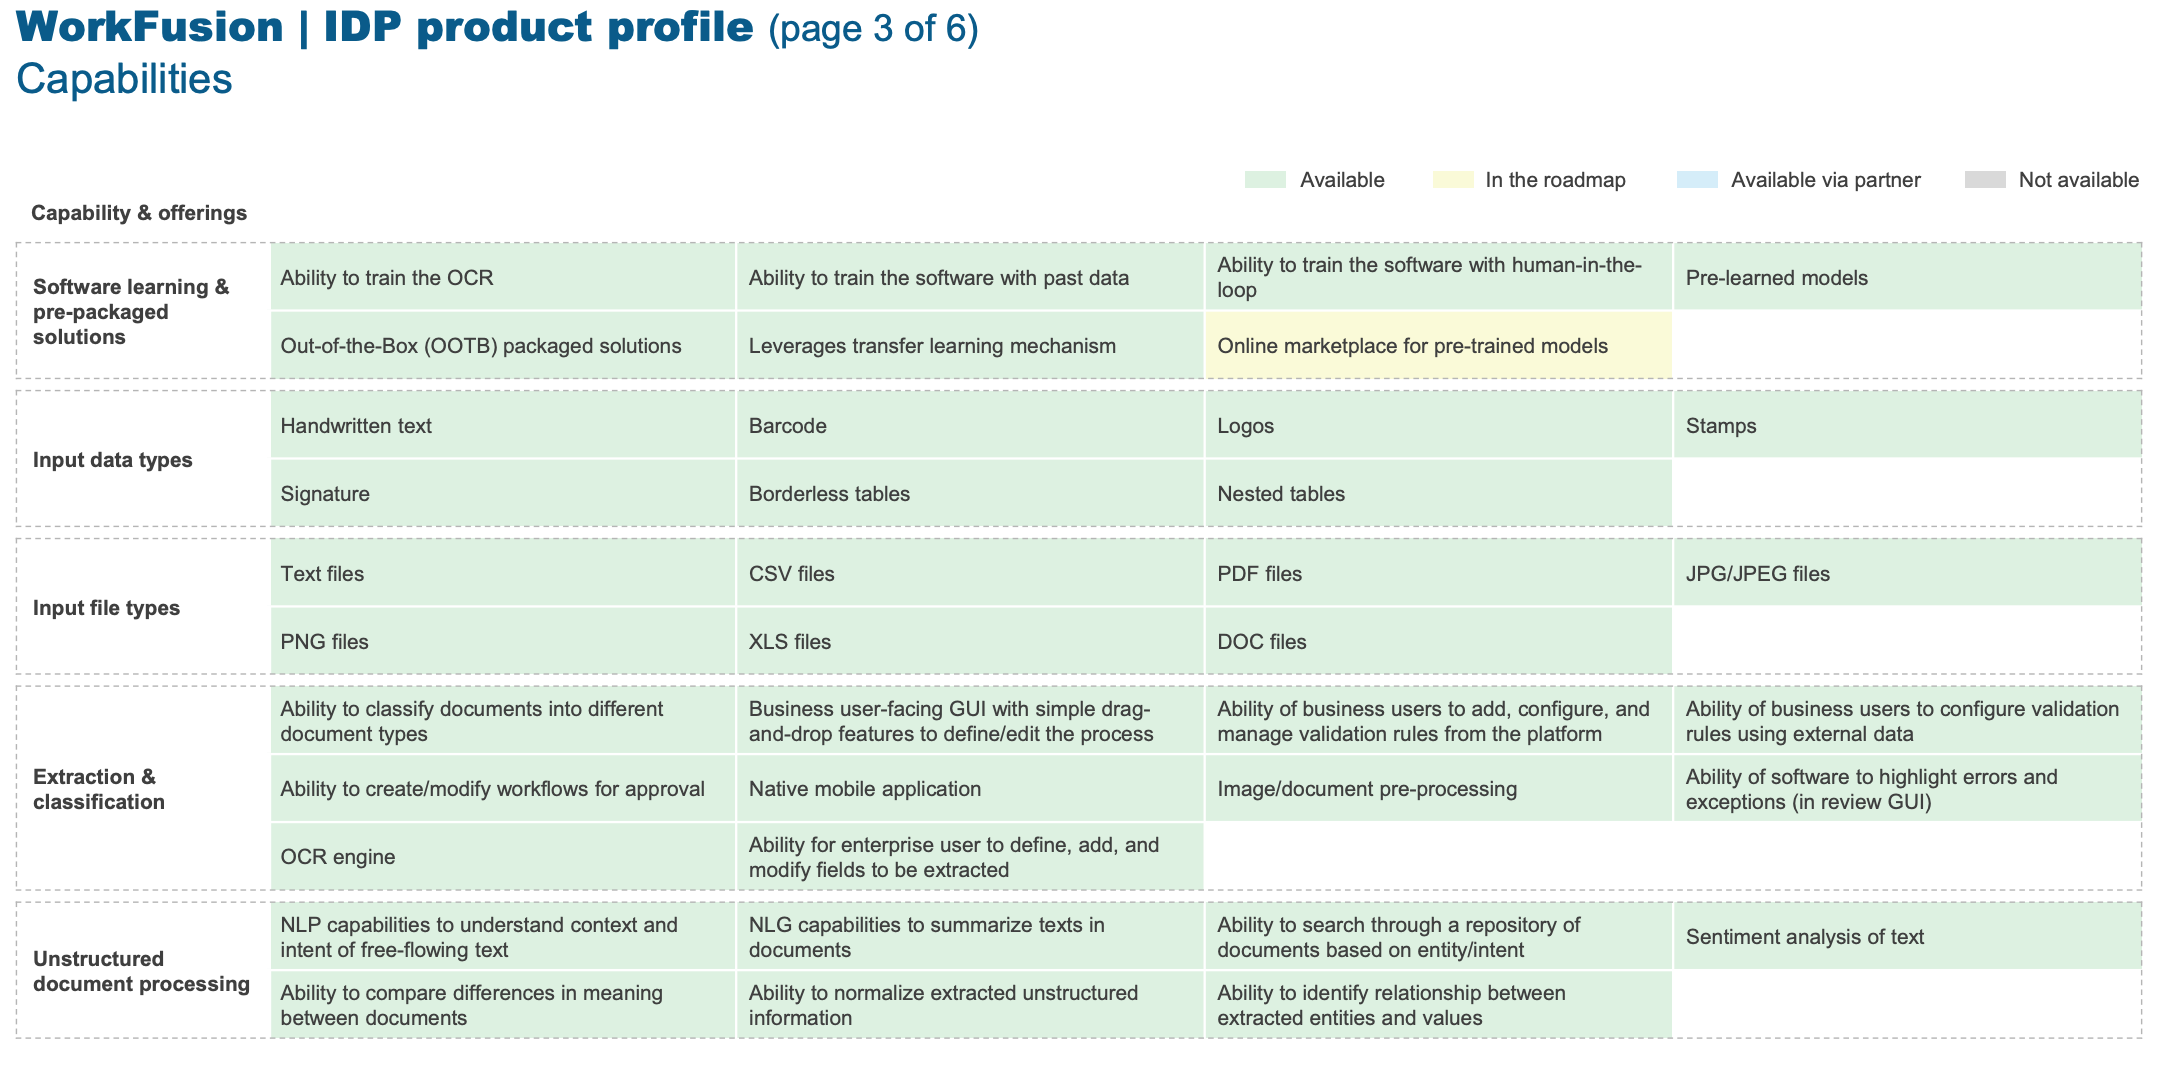 WorkFusion | IDP product profile (page 3 of 6)
Capabilities
Available
In the roadmap
Available via partner
Not available
Capability & offerings
Software learning &
pre-packaged
solutions
Ability to train the OCR
Ability to train the software with past data
Ability to train the software with human-in-the-
loop
Pre-learned models
Out-of-the-Box (OOTB) packaged solutions
Leverages transfer learning mechanism
Online marketplace for pre-trained models
Input data types
Handwritten text
Barcode
Logos
Stamps
Signature
Borderless tables
Nested tables
Input file types
Text files
CSV files
PDF files
JPG/JPEG files
PNG files
XLS files
DOC files
Extraction &
classification
Ability to classify documents into different
document types
Business user-facing GUI with simple drag-
and-drop features to define/edit the process
Ability of business users to add, configure, and
manage validation rules from the platform
Ability of business users to configure validation
rules using external data
Ability to create/modify workflows for approval
Native mobile application
Image/document pre-processing
Ability of software to highlight errors and
exceptions (in review GUI)
OCR engine
Ability for enterprise user to define, add, and
modify fields to be extracted
Unstructured
document processing
NLP capabilities to understand context and
intent of free-flowing text
NLG capabilities to summarize texts in
documents
Ability to search through a repository of
documents based on entity/intent
Sentiment analysis of text
Ability to compare differences in meaning
between documents
Ability to normalize extracted unstructured
information
Ability to identify relationship between
extracted entities and values